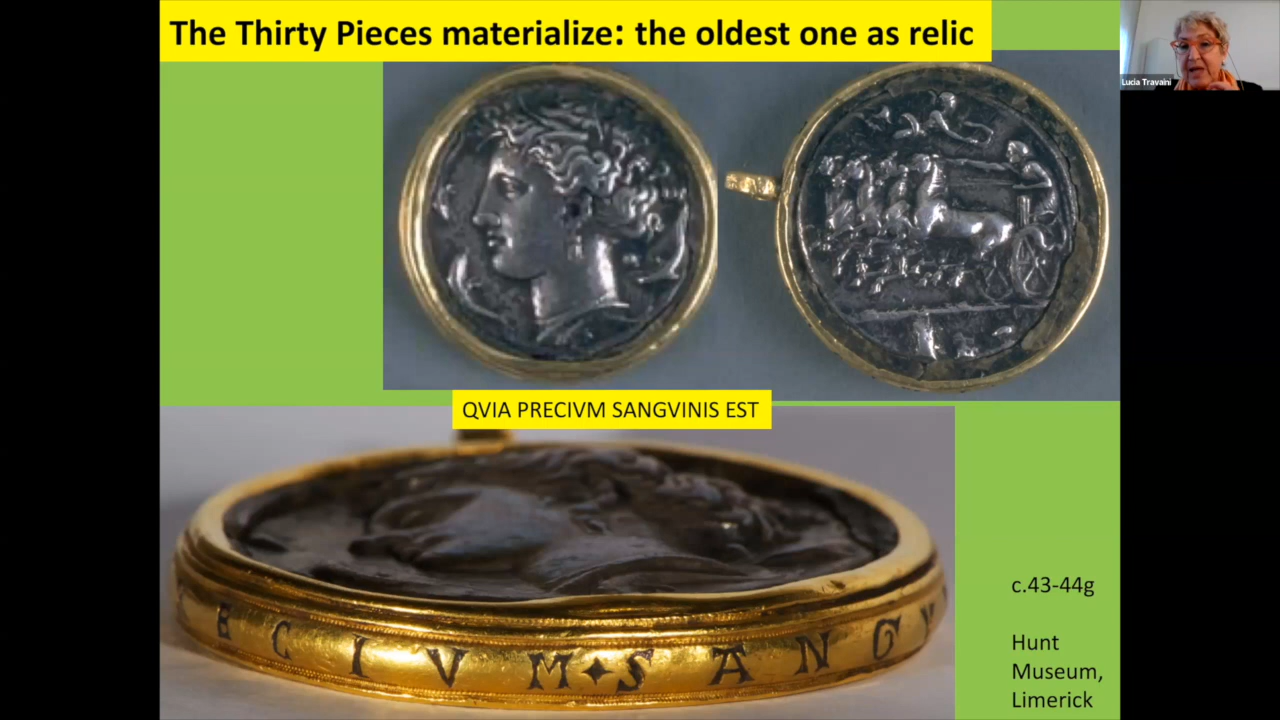 The Thirty Pieces materialize: the oldest one as relic
Lucia Travaini
QVIA PRECIVM SANGVINIS EST
E C I V M ✦ S A N G V
c.43-44g
Hunt
Museum,
Limerick